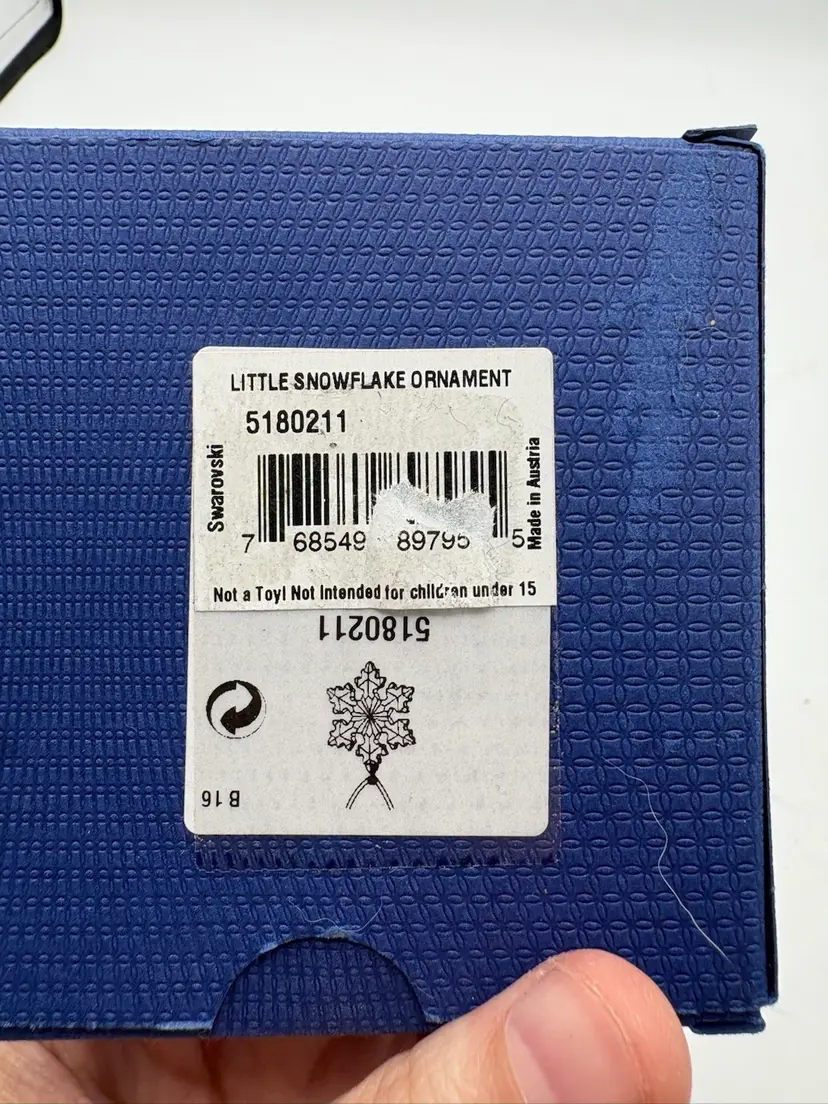 LITTLE SNOWFLAKE ORNAMENT
5180211
Swarovski
Made in Austria
7 68549 89795 5
Not a Toy! Not Intended for children under 15
5180211
B 16